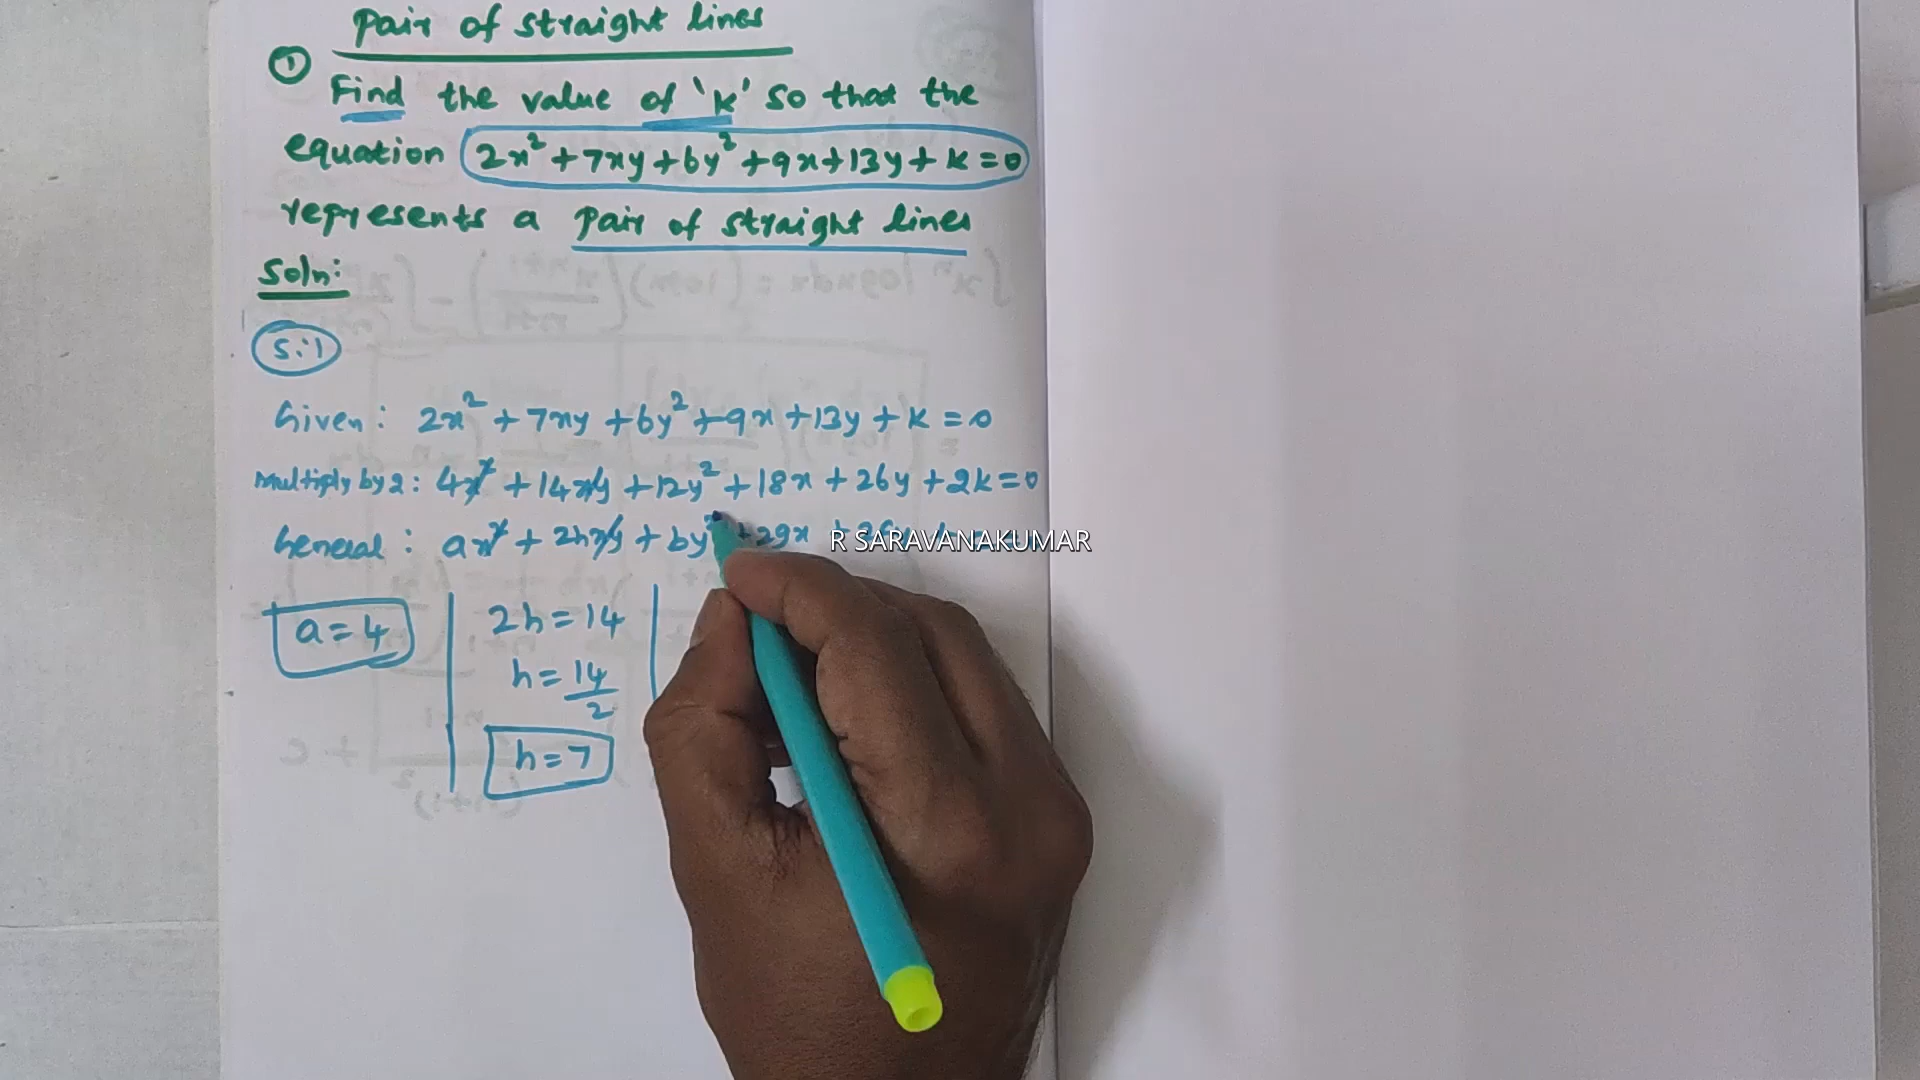 Pair of straight lines
① Find the value of 'k' so that the
equation 2x² + 7xy + 6y² + 9x + 13y + k = 0
represents a pair of straight lines
Soln:
S:1
Given: 2x² + 7xy + 6y² + 9x + 13y + k = 0
Multiply by 2: 4x² + 14xy + 12y² + 18x + 26y + 2k = 0
General: ax² + 2hxy + by² + 2gx +
R SARAVANAKUMAR
a = 4
2h = 14
h = 14/2
h = 7